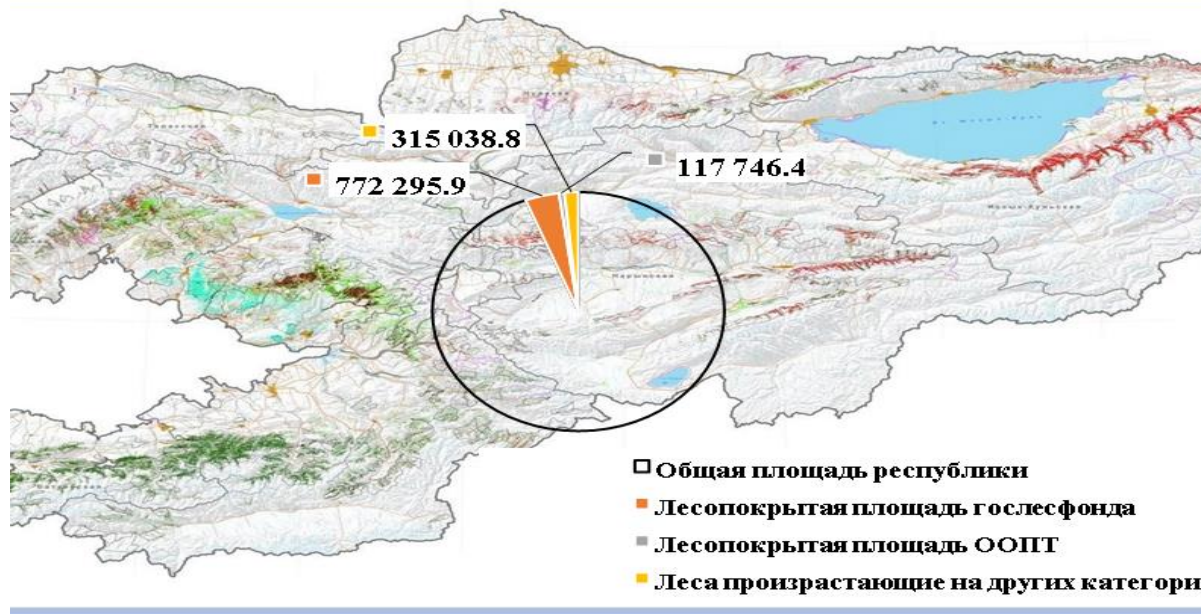 315 038.8
117 746.4
772 295.9
Общая площадь республики
Лесопокрытая площадь гослесфонда
Лесопокрытая площадь ООПТ
Леса произрастающие на других категори